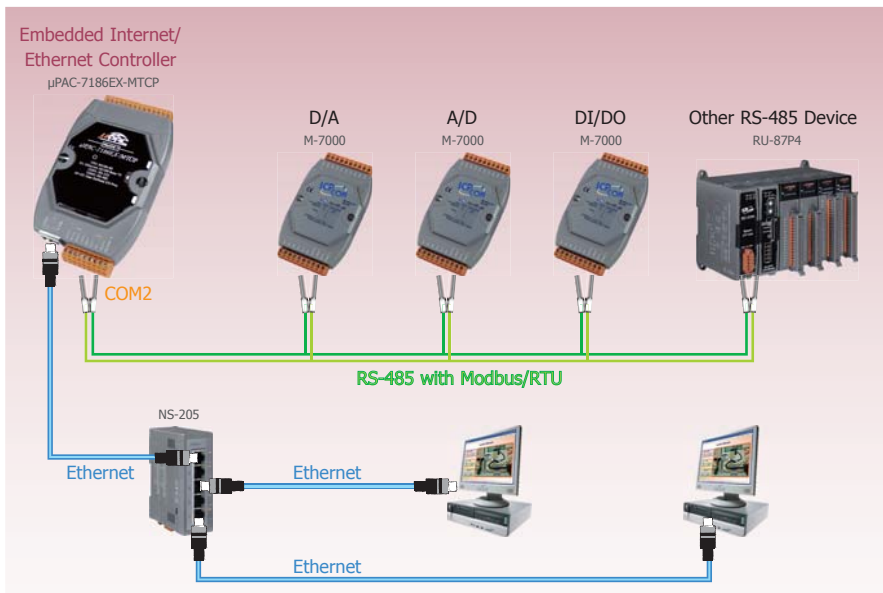 Embedded Internet/
Ethernet Controller
µPAC-7186EX-MTCP
D/A
M-7000
A/D
M-7000
DI/DO
M-7000
Other RS-485 Device
RU-87P4
COM2
RS-485 with Modbus/RTU
NS-205
Ethernet
Ethernet
Ethernet